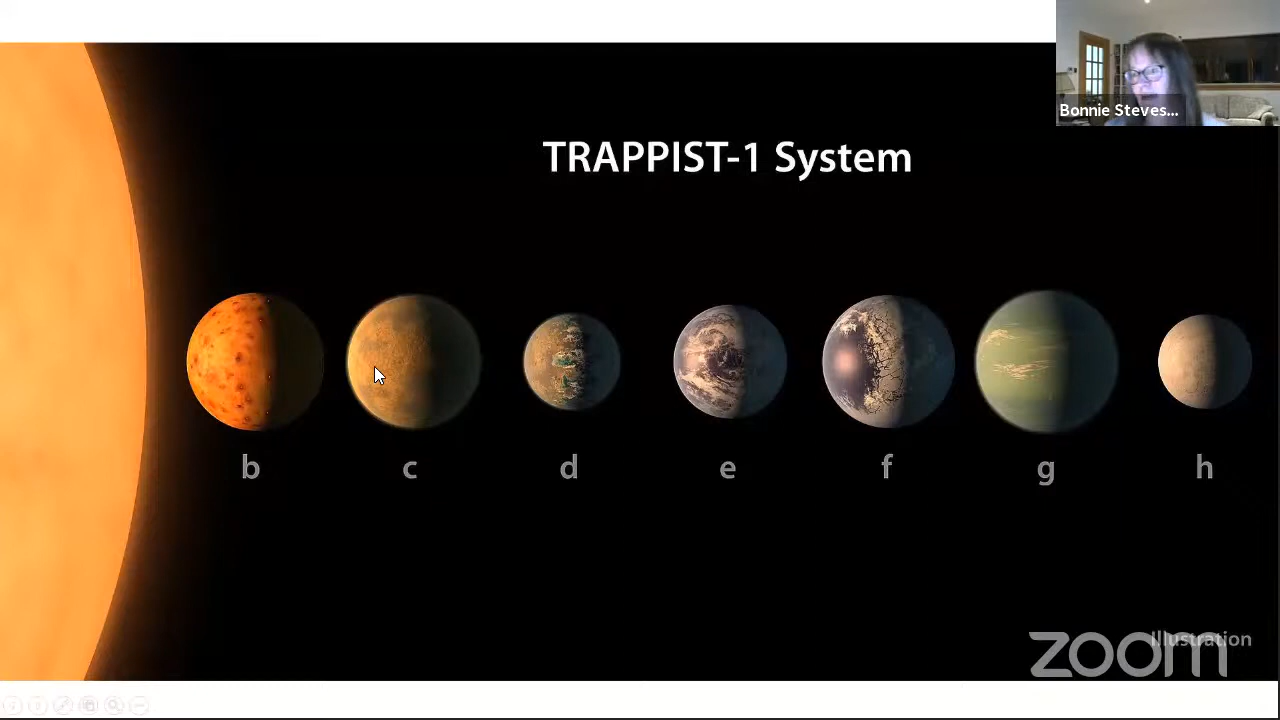 Bonnie Steves...
TRAPPIST-1 System
b c d e f g h
Illustration
zoom